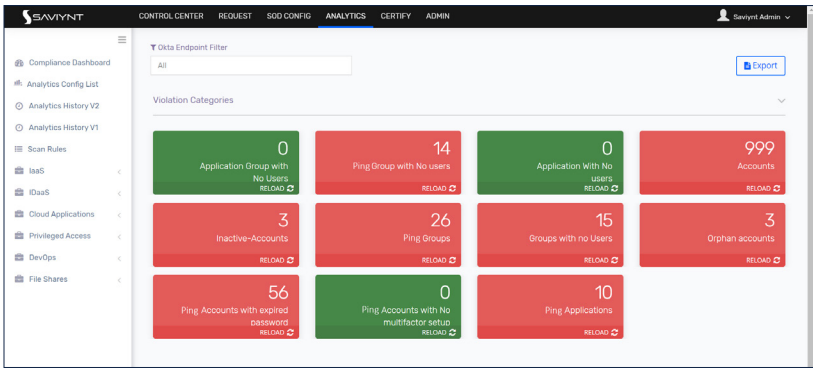 SAVIYNT
CONTROL CENTER REQUEST SOD CONFIG ANALYTICS CERTIFY ADMIN
Saviynt Admin
Compliance Dashboard
Analytics Config List
Analytics History V2
Analytics History V1
Scan Rules
IaaS
IDaaS
Cloud Applications
Privileged Access
DevOps
File Shares
Okta Endpoint Filter
All
Export
Violation Categories
0
Application Group with
No Users
RELOAD
14
Ping Group with No users
RELOAD
0
Application With No
users
RELOAD
999
Accounts
RELOAD
3
Inactive-Accounts
RELOAD
26
Ping Groups
RELOAD
15
Groups with no Users
RELOAD
3
Orphan accounts
RELOAD
56
Ping Accounts with expired
password
RELOAD
0
Ping Accounts with No
multifactor setup
RELOAD
10
Ping Applications
RELOAD